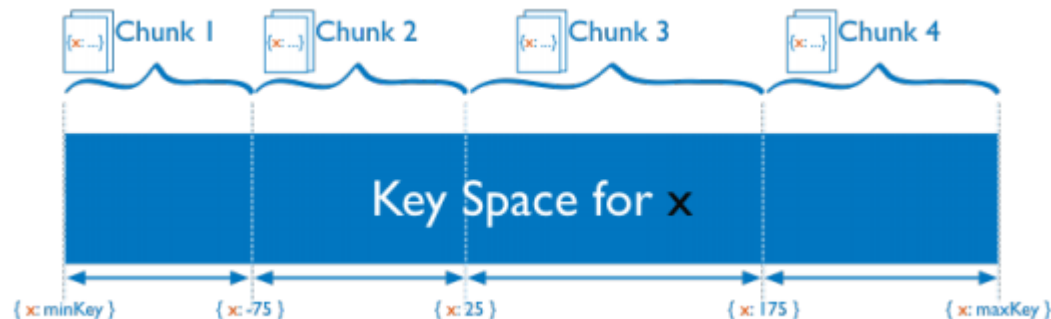 {x: ...} Chunk 1 {x: ...} Chunk 2 {x: ...} Chunk 3 {x: ...} Chunk 4
Key Space for x
{ x: minKey } { x: -75 } { x: 25 } { x: 175 } { x: maxKey }